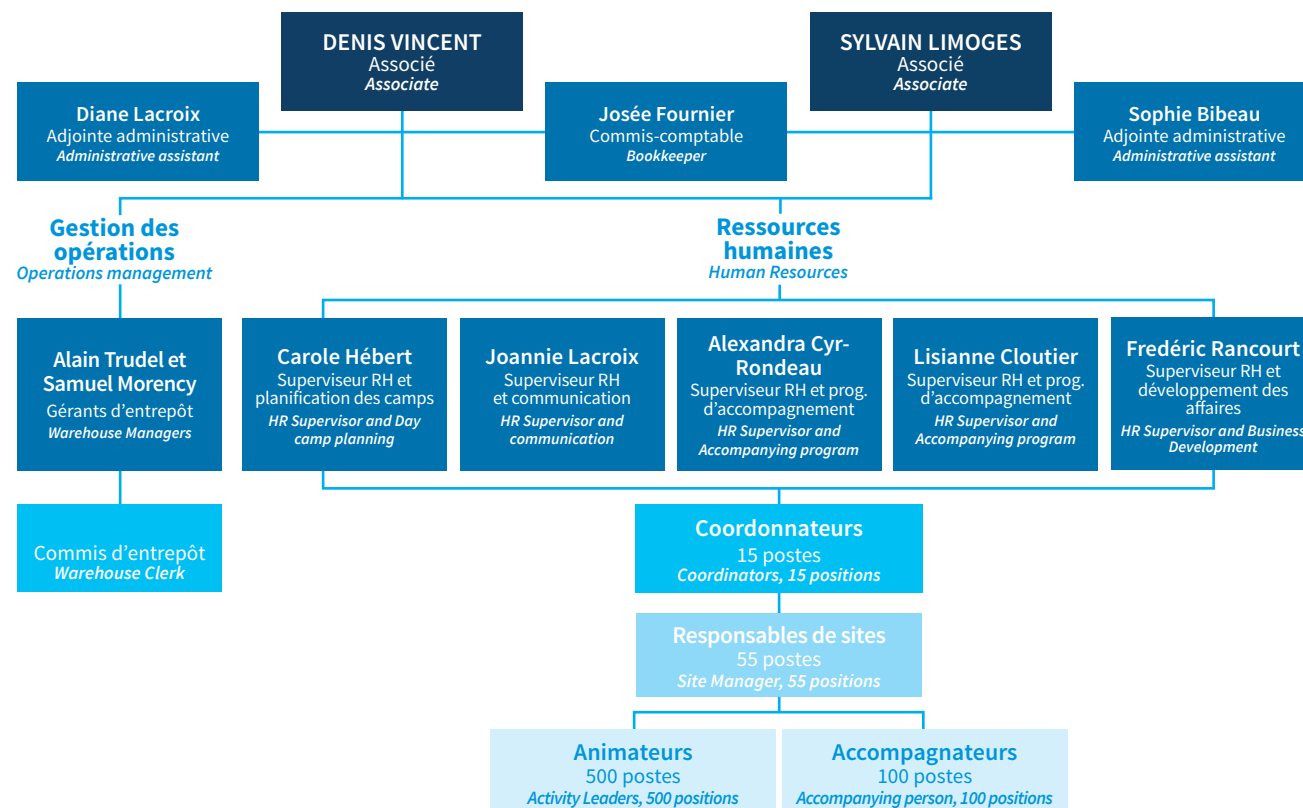 DENIS VINCENT
Associé
Associate
SYLVAIN LIMOGES
Associé
Associate
Diane Lacroix
Adjointe administrative
Administrative assistant
Josée Fournier
Commis-comptable
Bookkeeper
Sophie Bibeau
Adjointe administrative
Administrative assistant
Gestion des
opérations
Operations management
Ressources
humaines
Human Resources
Alain Trudel et
Samuel Morency
Gérants d'entrepôt
Warehouse Managers
Carole Hébert
Superviseur RH et
planification des camps
HR Supervisor and Day
camp planning
Joannie Lacroix
Superviseur RH
et communication
HR Supervisor and
communication
Alexandra Cyr-
Rondeau
Superviseur RH et prog.
d'accompagnement
HR Supervisor and
Accompanying program
Lisianne Cloutier
Superviseur RH et prog.
d'accompagnement
HR Supervisor and
Accompanying program
Fredéric Rancourt
Superviseur RH et
développement des
affaires
HR Supervisor and Business
Development
Commis d'entrepôt
Warehouse Clerk
Coordonnateurs
15 postes
Coordinators, 15 positions
Responsables de sites
55 postes
Site Manager, 55 positions
Animateurs
500 postes
Activity Leaders, 500 positions
Accompagnateurs
100 postes
Accompanying person, 100 positions